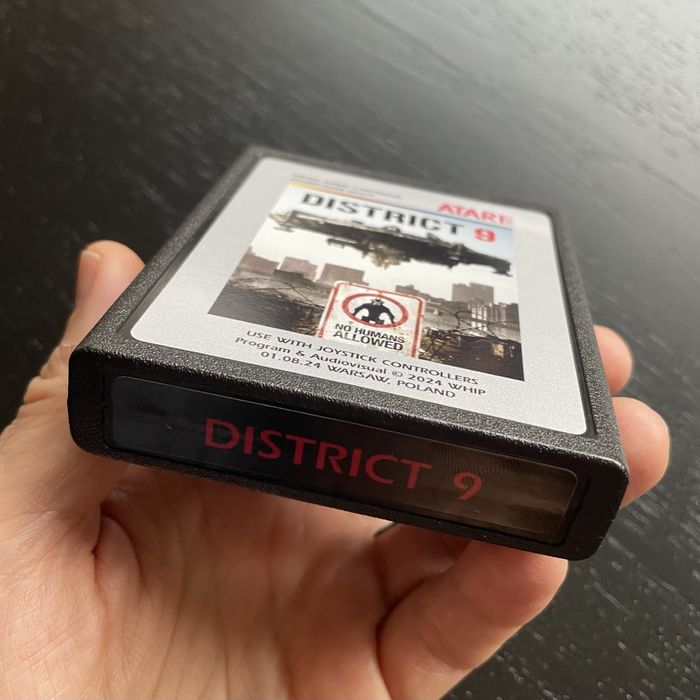 ATARE
DISTRICT 9
NO HUMANS
ALLOWED
USE WITH JOYSTICK CONTROLLERS
Program & Audiovisual © 2024 WHIP
01.08.24 WARSAW, POLAND
DISTRICT 9